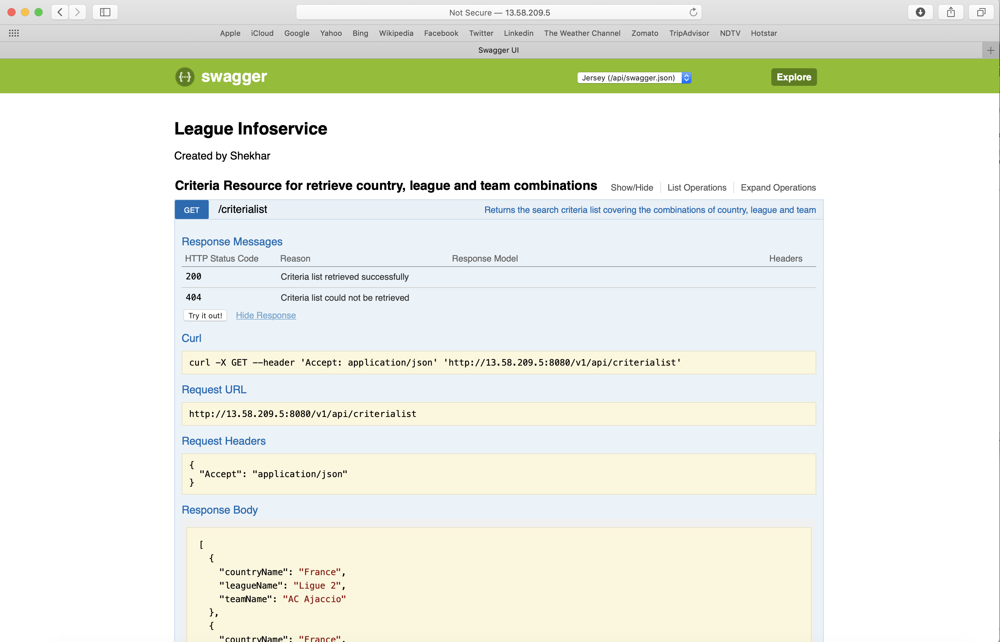 Not Secure — 13.58.209.5
Apple iCloud Google Yahoo Bing Wikipedia Facebook Twitter Linkedin The Weather Channel Zomato TripAdvisor NDTV Hotstar
Swagger UI
{···} swagger Jersey (/api/swagger.json) Explore
League Infoservice
Created by Shekhar
Criteria Resource for retrieve country, league and team combinations Show/Hide List Operations Expand Operations
GET /criterialist Returns the search criteria list covering the combinations of country, league and team
Response Messages
HTTP Status Code Reason Response Model Headers
200 Criteria list retrieved successfully
404 Criteria list could not be retrieved
Try it out! Hide Response
Curl
curl -X GET --header 'Accept: application/json' 'http://13.58.209.5:8080/v1/api/criterialist'
Request URL
http://13.58.209.5:8080/v1/api/criterialist
Request Headers
{
  "Accept": "application/json"
}
Response Body
[
  {
    "countryName": "France",
    "leagueName": "Ligue 2",
    "teamName": "AC Ajaccio"
  },
  {
    "countryName": "France",